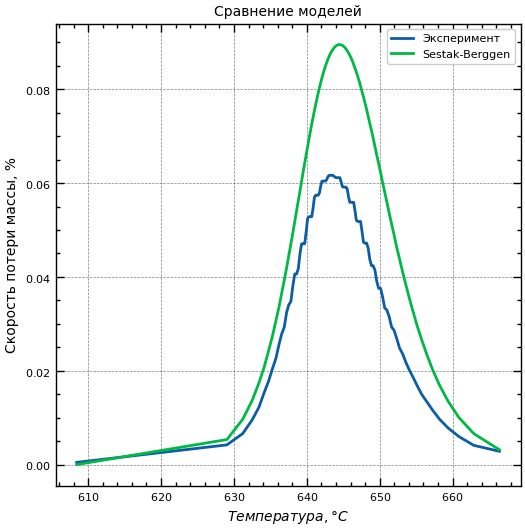 Сравнение моделей
Эксперимент
Sestak-Berggen
Скорость потери массы, %
0.08
0.06
0.04
0.02
0.00
610 620 630 640 650 660
Температура,°C